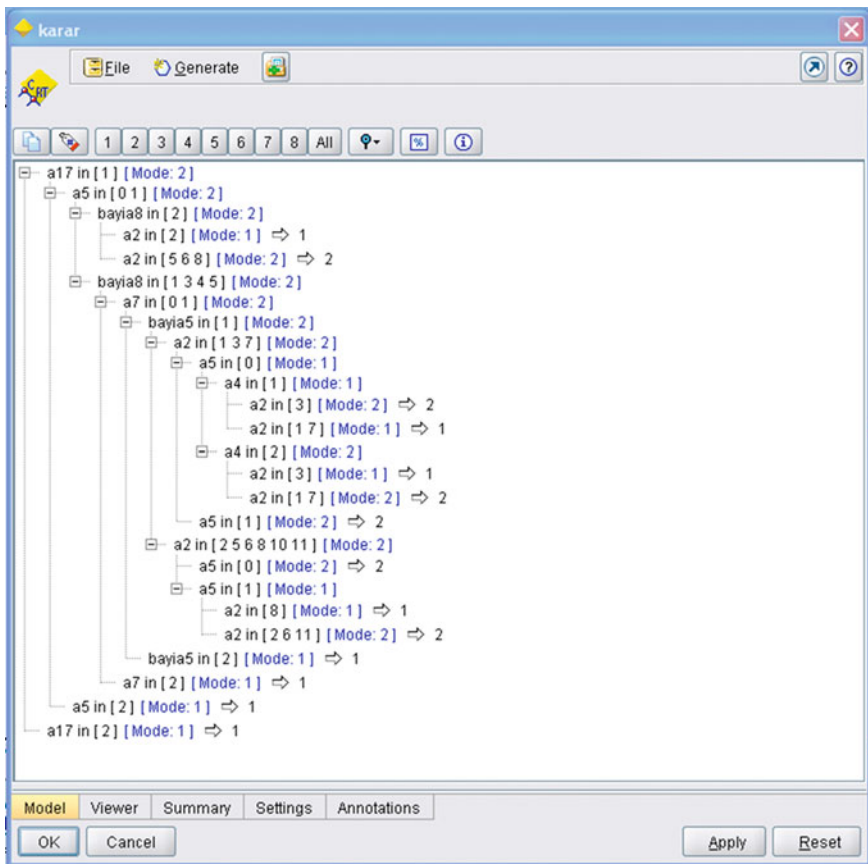 karar
File Generate
CRT
1 2 3 4 5 6 7 8 All %
a17 in [ 1 ] [ Mode: 2 ]
a5 in [ 0 1 ] [ Mode: 2 ]
bayia8 in [ 2 ] [ Mode: 2 ]
a2 in [ 2 ] [ Mode: 1 ] ⇨ 1
a2 in [ 5 6 8 ] [ Mode: 2 ] ⇨ 2
bayia8 in [ 1 3 4 5 ] [ Mode: 2 ]
a7 in [ 0 1 ] [ Mode: 2 ]
bayia5 in [ 1 ] [ Mode: 2 ]
a2 in [ 1 3 7 ] [ Mode: 2 ]
a5 in [ 0 ] [ Mode: 1 ]
a4 in [ 1 ] [ Mode: 1 ]
a2 in [ 3 ] [ Mode: 2 ] ⇨ 2
a2 in [ 1 7 ] [ Mode: 1 ] ⇨ 1
a4 in [ 2 ] [ Mode: 2 ]
a2 in [ 3 ] [ Mode: 1 ] ⇨ 1
a2 in [ 1 7 ] [ Mode: 2 ] ⇨ 2
a5 in [ 1 ] [ Mode: 2 ] ⇨ 2
a2 in [ 2 5 6 8 10 11 ] [ Mode: 2 ]
a5 in [ 0 ] [ Mode: 2 ] ⇨ 2
a5 in [ 1 ] [ Mode: 1 ]
a2 in [ 8 ] [ Mode: 1 ] ⇨ 1
a2 in [ 2 6 11 ] [ Mode: 2 ] ⇨ 2
bayia5 in [ 2 ] [ Mode: 1 ] ⇨ 1
a7 in [ 2 ] [ Mode: 1 ] ⇨ 1
a5 in [ 2 ] [ Mode: 1 ] ⇨ 1
a17 in [ 2 ] [ Mode: 1 ] ⇨ 1
Model Viewer Summary Settings Annotations
OK Cancel Apply Reset